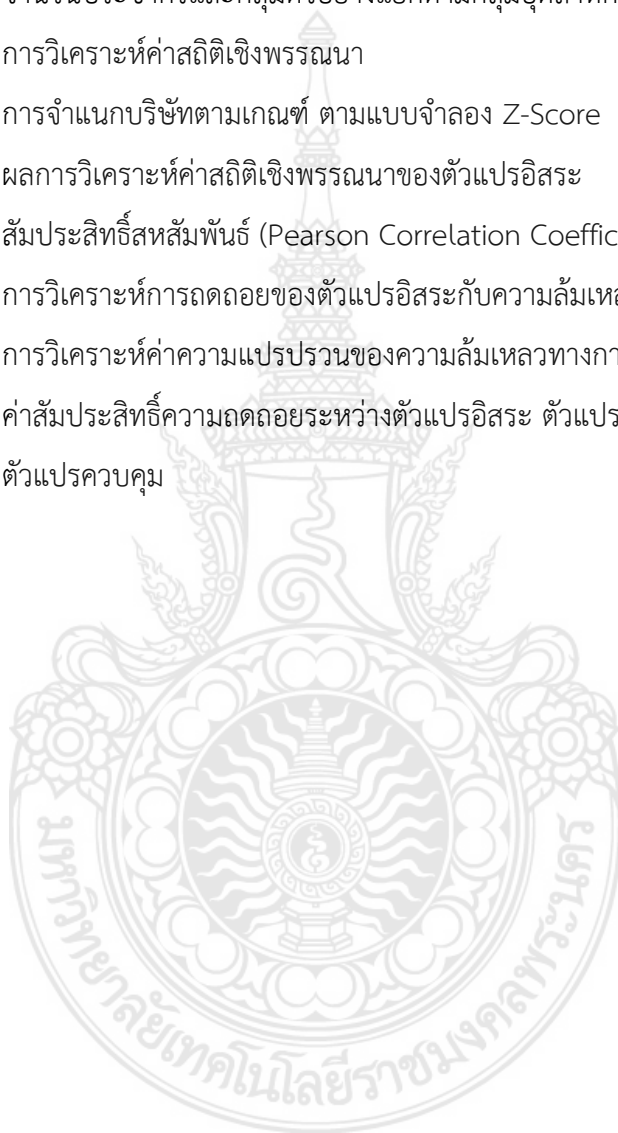 การวิเคราะห์ค่าสถิติเชิงพรรณนา
การจำแนกบริษัทตามเกณฑ์ ตามแบบจำลอง Z-Score
ผลการวิเคราะห์ค่าสถิติเชิงพรรณนาของตัวแปรอิสระ
สัมประสิทธิ์สหสัมพันธ์ (Pearson Correlation Coeffic
การวิเคราะห์การถดถอยของตัวแปรอิสระกับความล้มเหล
การวิเคราะห์ค่าความแปรปรวนของความล้มเหลวทางกา
ค่าสัมประสิทธิ์ความถดถอยระหว่างตัวแปรอิสระ ตัวแปร
ตัวแปรควบคุม
มหาวิทยาลัยเทคโนโลยีราชมงคลพระนคร